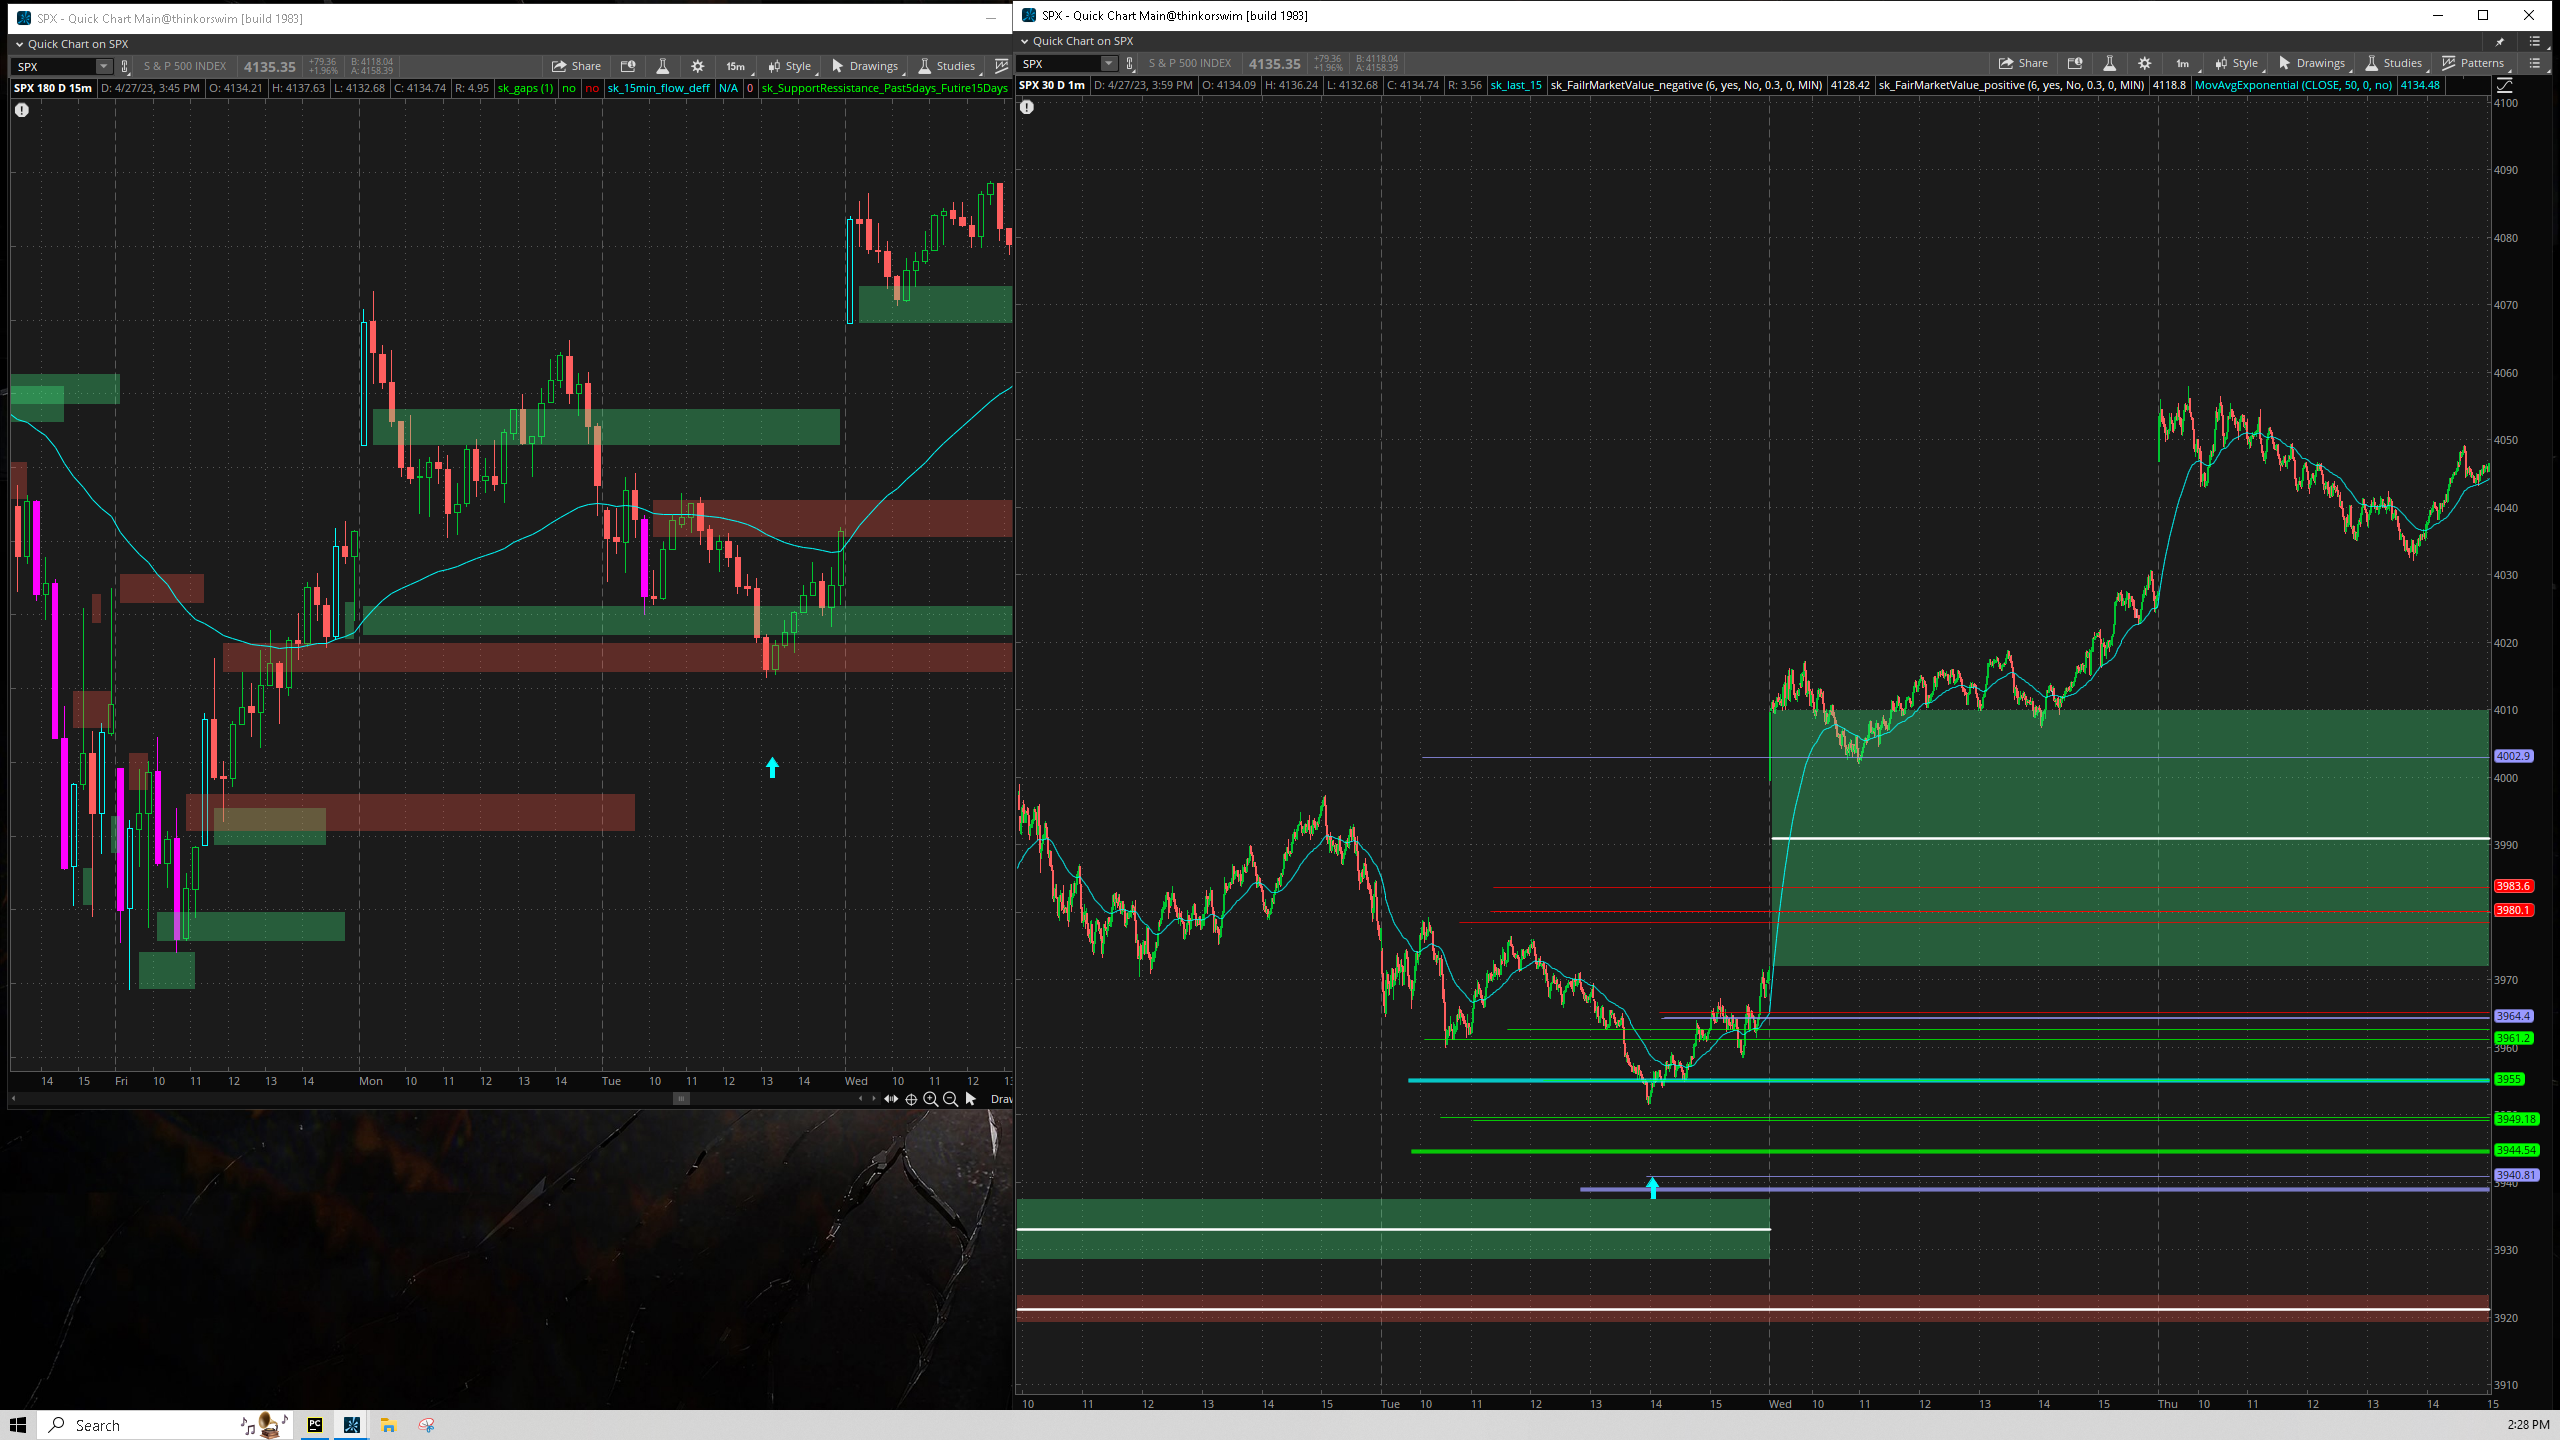 SPX - Quick Chart Main@thinkorswim [build 1983]
Quick Chart on SPX
SPX S & P 500 INDEX 4135.35 +79.36 +1.96% B: 4118.04 A: 4158.39 Share 15m Style Drawings Studies
SPX 180 D 15m D: 4/27/23, 3:45 PM O: 4134.21 H: 4137.63 L: 4132.68 C: 4134.74 R: 4.95 sk_gaps (1) no no sk_15min_flow_deff N/A 0 sk_SupportRessistance_Past5days_Futire15Days
14 15 Fri 10 11 12 13 14 Mon 10 11 12 13 14 Tue 10 11 12 13 14 Wed 10 11 12 13
Draw
SPX - Quick Chart Main@thinkorswim [build 1983]
Quick Chart on SPX
SPX S & P 500 INDEX 4135.35 +79.36 +1.96% B: 4118.04 A: 4158.39 Share 1m Style Drawings Studies Patterns
SPX 30 D 1m D: 4/27/23, 3:59 PM O: 4134.09 H: 4136.24 L: 4132.68 C: 4134.74 R: 3.56 sk_last_15 sk_FailrMarketValue_negative (6, yes, No, 0.3, 0, MIN) 4128.42 sk_FairMarketValue_positive (6, yes, No, 0.3, 0, MIN) 4118.8 MovAvgExponential (CLOSE, 50, 0, no) 4134.48
4100
4090
4080
4070
4060
4050
4040
4030
4020
4010
4002.9
4000
3990
3983.6
3980.1
3970
3964.4
3961.2
3960
3955
3949.18
3944.54
3940.81
3940
3930
3920
3910
10 11 12 13 14 15 Tue 10 11 12 13 14 15 Wed 10 11 12 13 14 15 Thu 10 11 12 13 14 15
Search
PC
2:28 PM